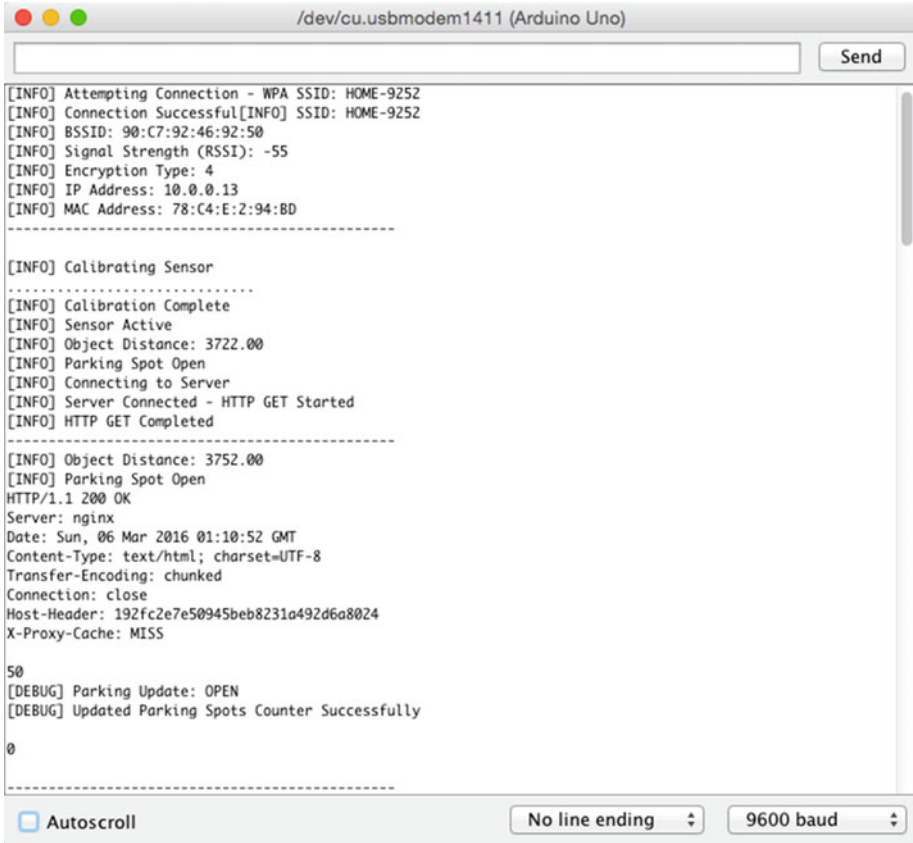 /dev/cu.usbmodem1411 (Arduino Uno)
Send
[INFO] Attempting Connection - WPA SSID: HOME-9252
[INFO] Connection Successful[INFO] SSID: HOME-9252
[INFO] BSSID: 90:C7:92:46:92:50
[INFO] Signal Strength (RSSI): -55
[INFO] Encryption Type: 4
[INFO] IP Address: 10.0.0.13
[INFO] MAC Address: 78:C4:E:2:94:BD
-----------------------------------------------
[INFO] Calibrating Sensor
..............................
[INFO] Calibration Complete
[INFO] Sensor Active
[INFO] Object Distance: 3722.00
[INFO] Parking Spot Open
[INFO] Connecting to Server
[INFO] Server Connected - HTTP GET Started
[INFO] HTTP GET Completed
-----------------------------------------------
[INFO] Object Distance: 3752.00
[INFO] Parking Spot Open
HTTP/1.1 200 OK
Server: nginx
Date: Sun, 06 Mar 2016 01:10:52 GMT
Content-Type: text/html; charset=UTF-8
Transfer-Encoding: chunked
Connection: close
Host-Header: 192fc2e7e50945beb8231a492d6a8024
X-Proxy-Cache: MISS
50
[DEBUG] Parking Update: OPEN
[DEBUG] Updated Parking Spots Counter Successfully
0
-----------------------------------------------
Autoscroll
No line ending
9600 baud